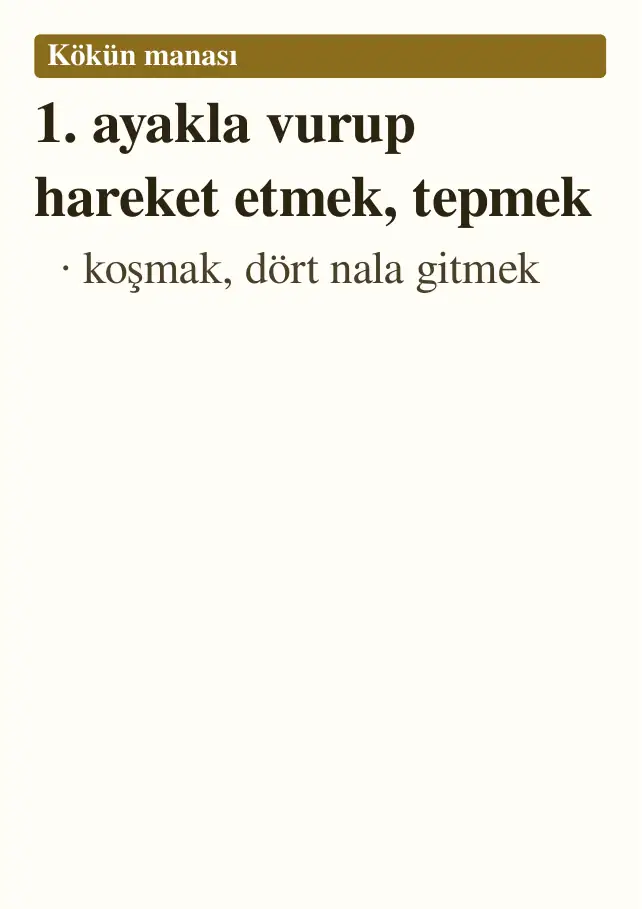 Kökün manası
1. ayakla vurup
hareket etmek, tepmek
· koşmak, dört nala gitmek